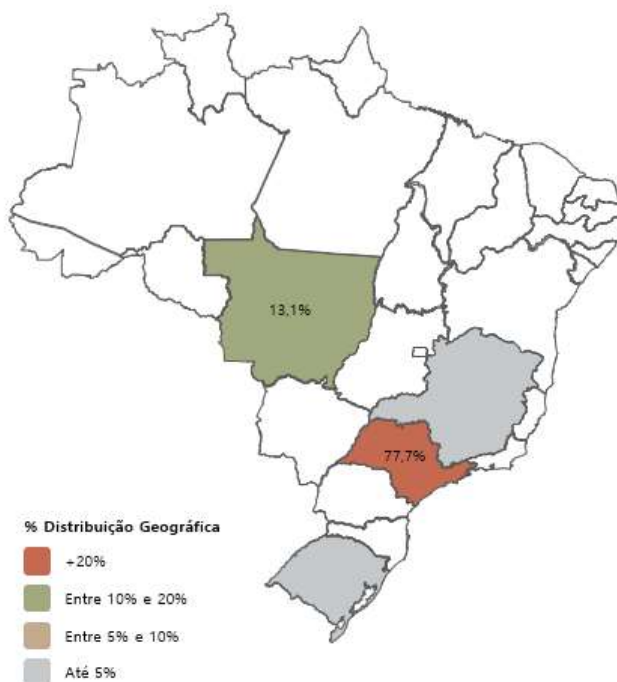 13,1%
77,7%
% Distribuição Geográfica
+20%
Entre 10% e 20%
Entre 5% e 10%
Até 5%